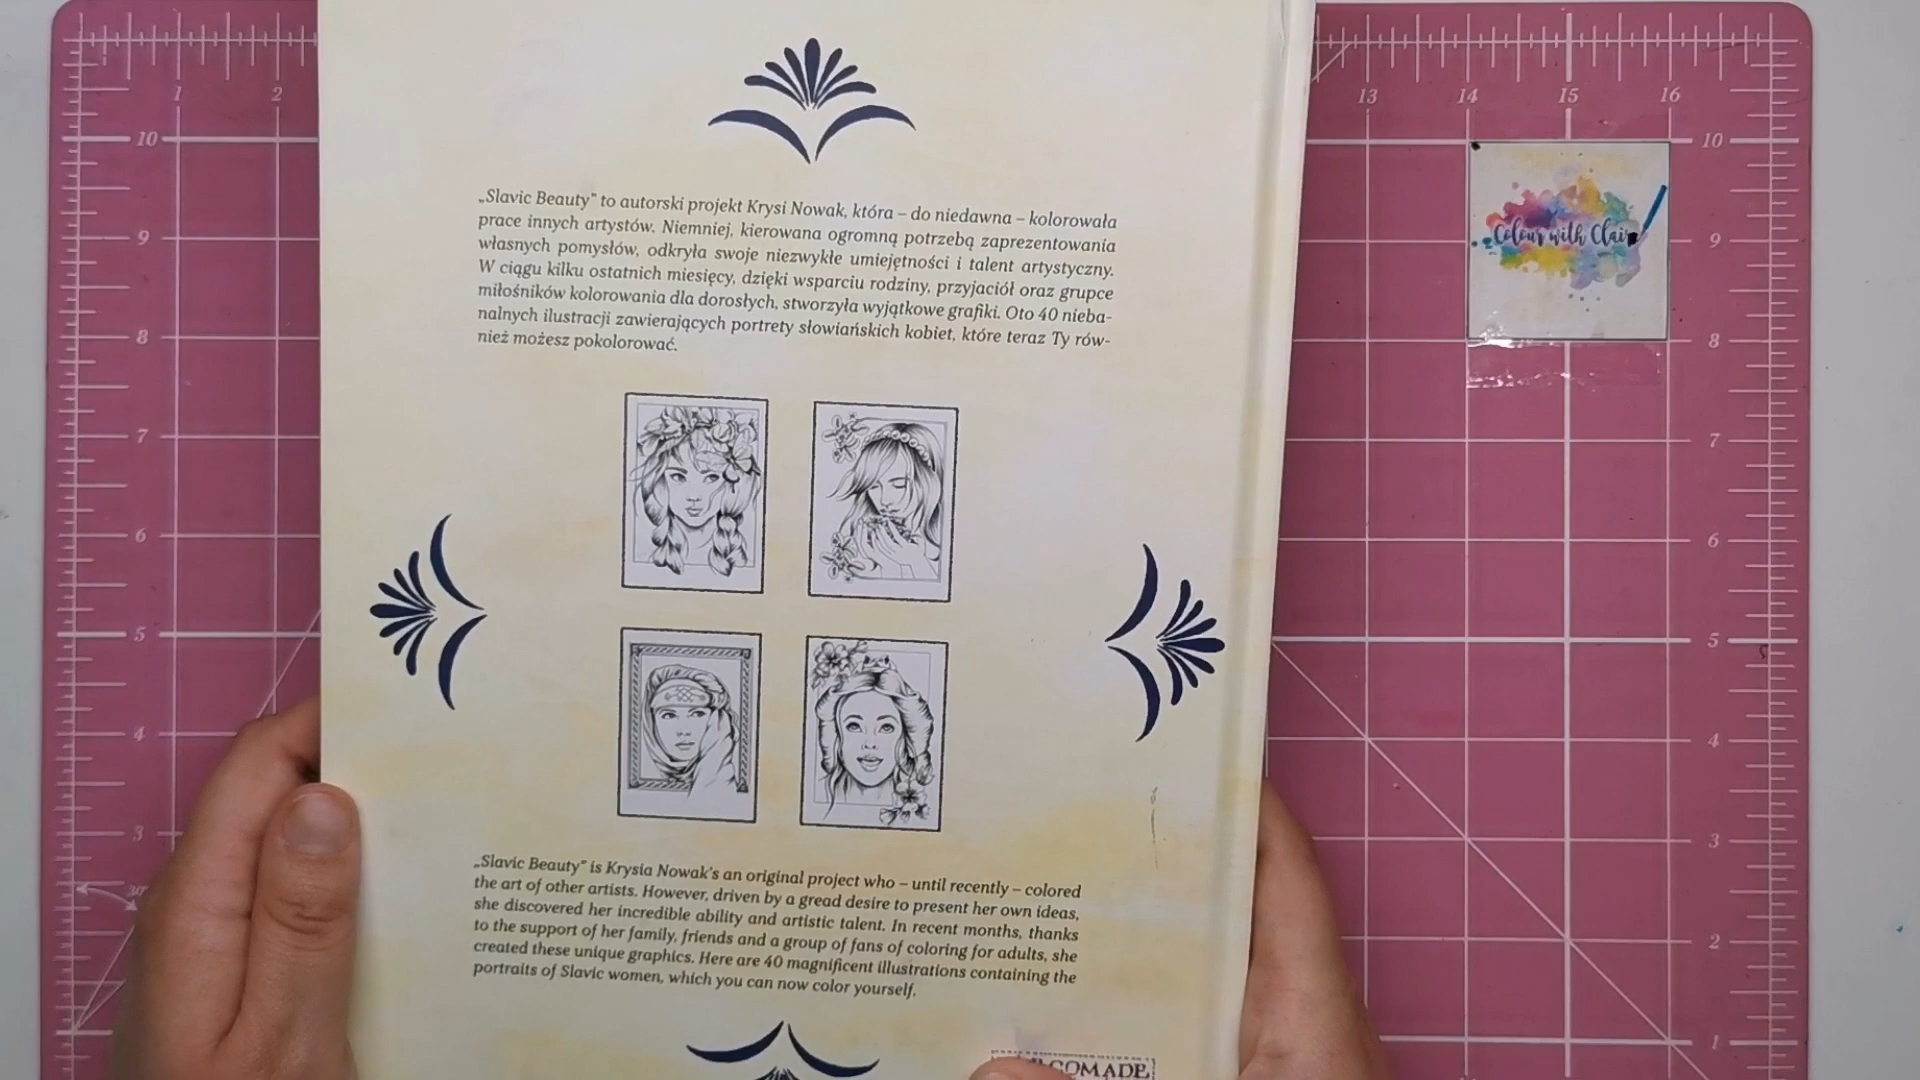 „Slavic Beauty" to autorski projekt Krysi Nowak, która – do niedawna – kolorowała
prace innych artystów. Niemniej, kierowana ogromną potrzebą zaprezentowania
własnych pomysłów, odkryła swoje niezwykłe umiejętności i talent artystyczny.
W ciągu kilku ostatnich miesięcy, dzięki wsparciu rodziny, przyjaciół oraz grupce
miłośników kolorowania dla dorosłych, stworzyła wyjątkowe grafiki. Oto 40 nieba-
nalnych ilustracji zawierających portrety słowiańskich kobiet, które teraz Ty rów-
nież możesz pokolorować.
„Slavic Beauty" is Krysia Nowak's an original project who – until recently – colored
the art of other artists. However, driven by a gread desire to present her own ideas,
she discovered her incredible ability and artistic talent. In recent months, thanks
to the support of her family, friends and a group of fans of coloring for adults, she
created these unique graphics. Here are 40 magnificent illustrations containing the
portraits of Slavic women, which you can now color yourself.
Colour with Claire
1 2 13 14 15 16
10 10
9 9
8 8
7 7
6 6
5 5
4 4
3 3
2
1